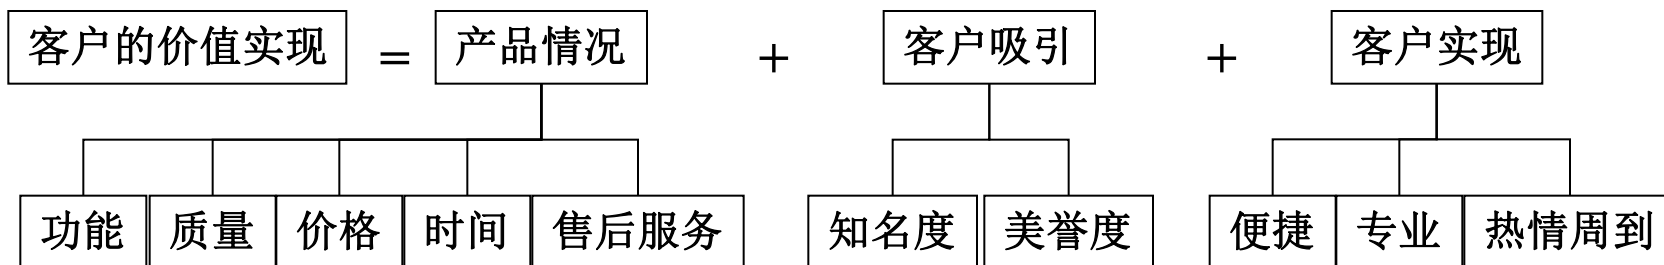 客户的价值实现 = 产品情况 + 客户吸引 + 客户实现
功能 质量 价格 时间 售后服务 知名度 美誉度 便捷 专业 热情周到